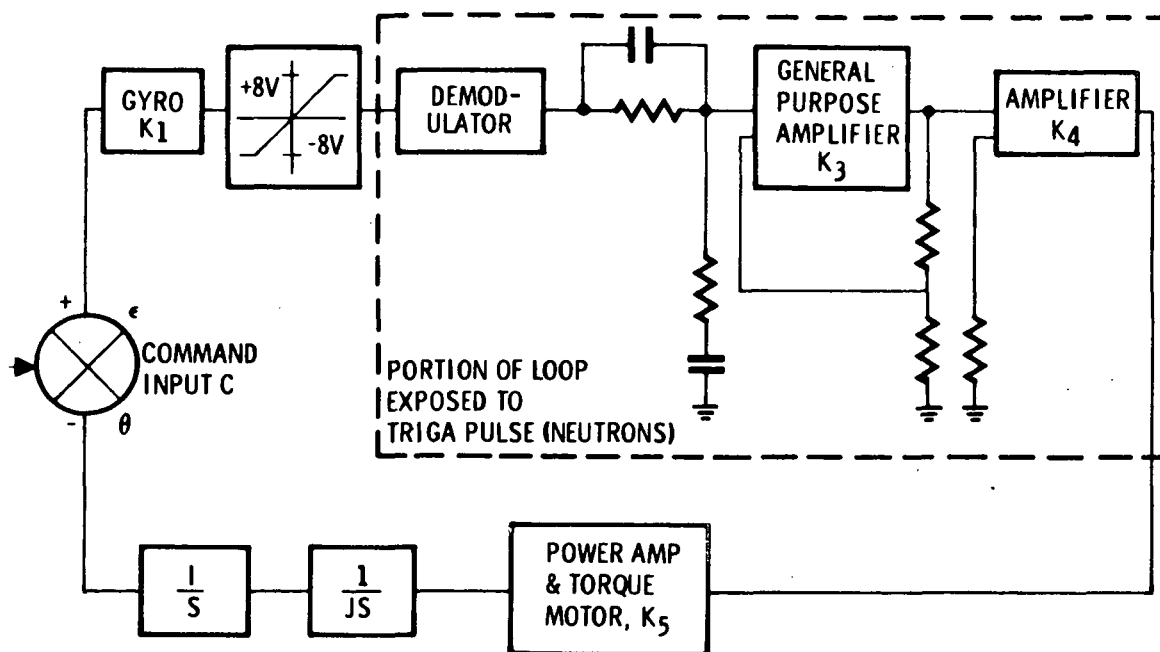 GYRO
K1
+8V
-8V
DEMOD-
ULATOR
GENERAL
PURPOSE
AMPLIFIER
K3
AMPLIFIER
K4
+
ϵ
COMMAND
INPUT C
-
θ
PORTION OF LOOP
EXPOSED TO
TRIGA PULSE (NEUTRONS)
I
S
1
JS
POWER AMP
& TORQUE
MOTOR, K5